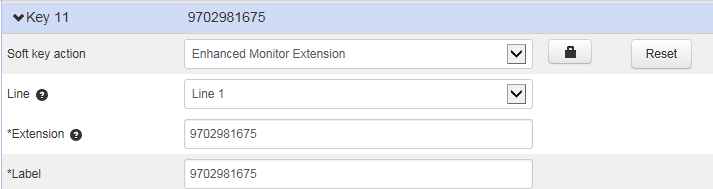 Key 11 9702981675
Soft key action Enhanced Monitor Extension Reset
Line ? Line 1
*Extension ? 9702981675
*Label 9702981675